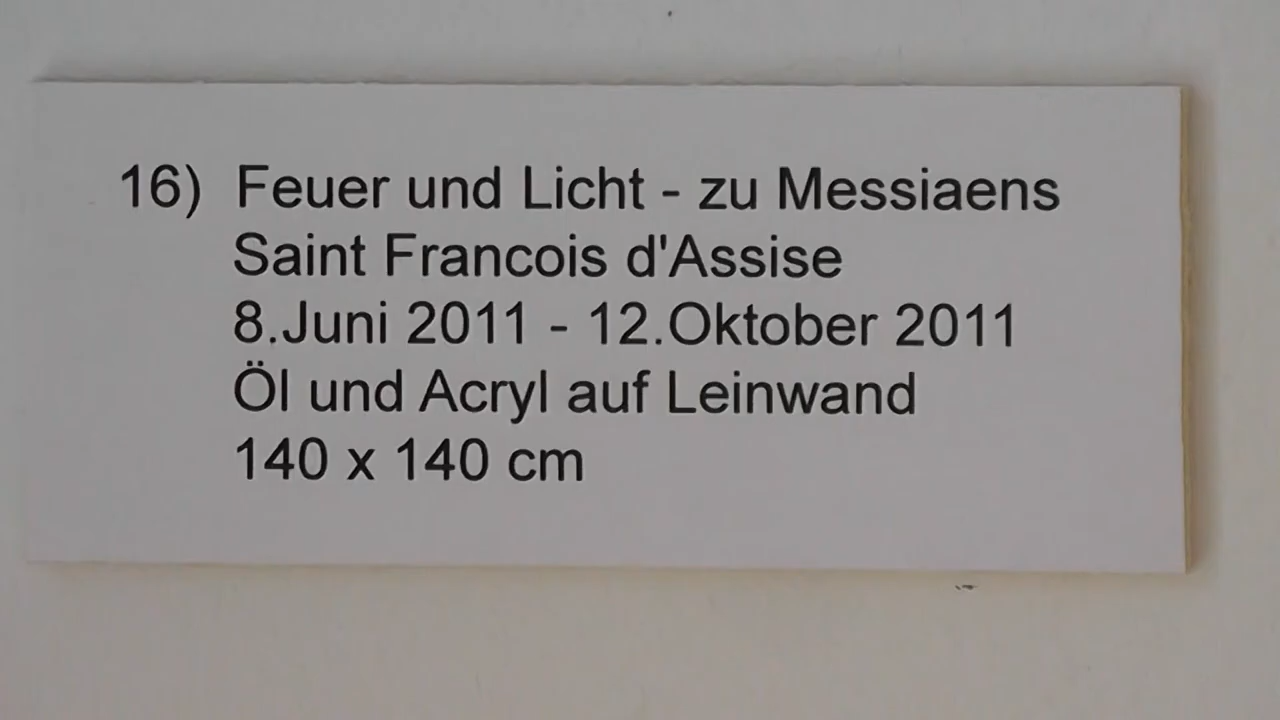 16) Feuer und Licht - zu Messiaens
Saint Francois d'Assise
8.Juni 2011 - 12.Oktober 2011
Öl und Acryl auf Leinwand
140 x 140 cm